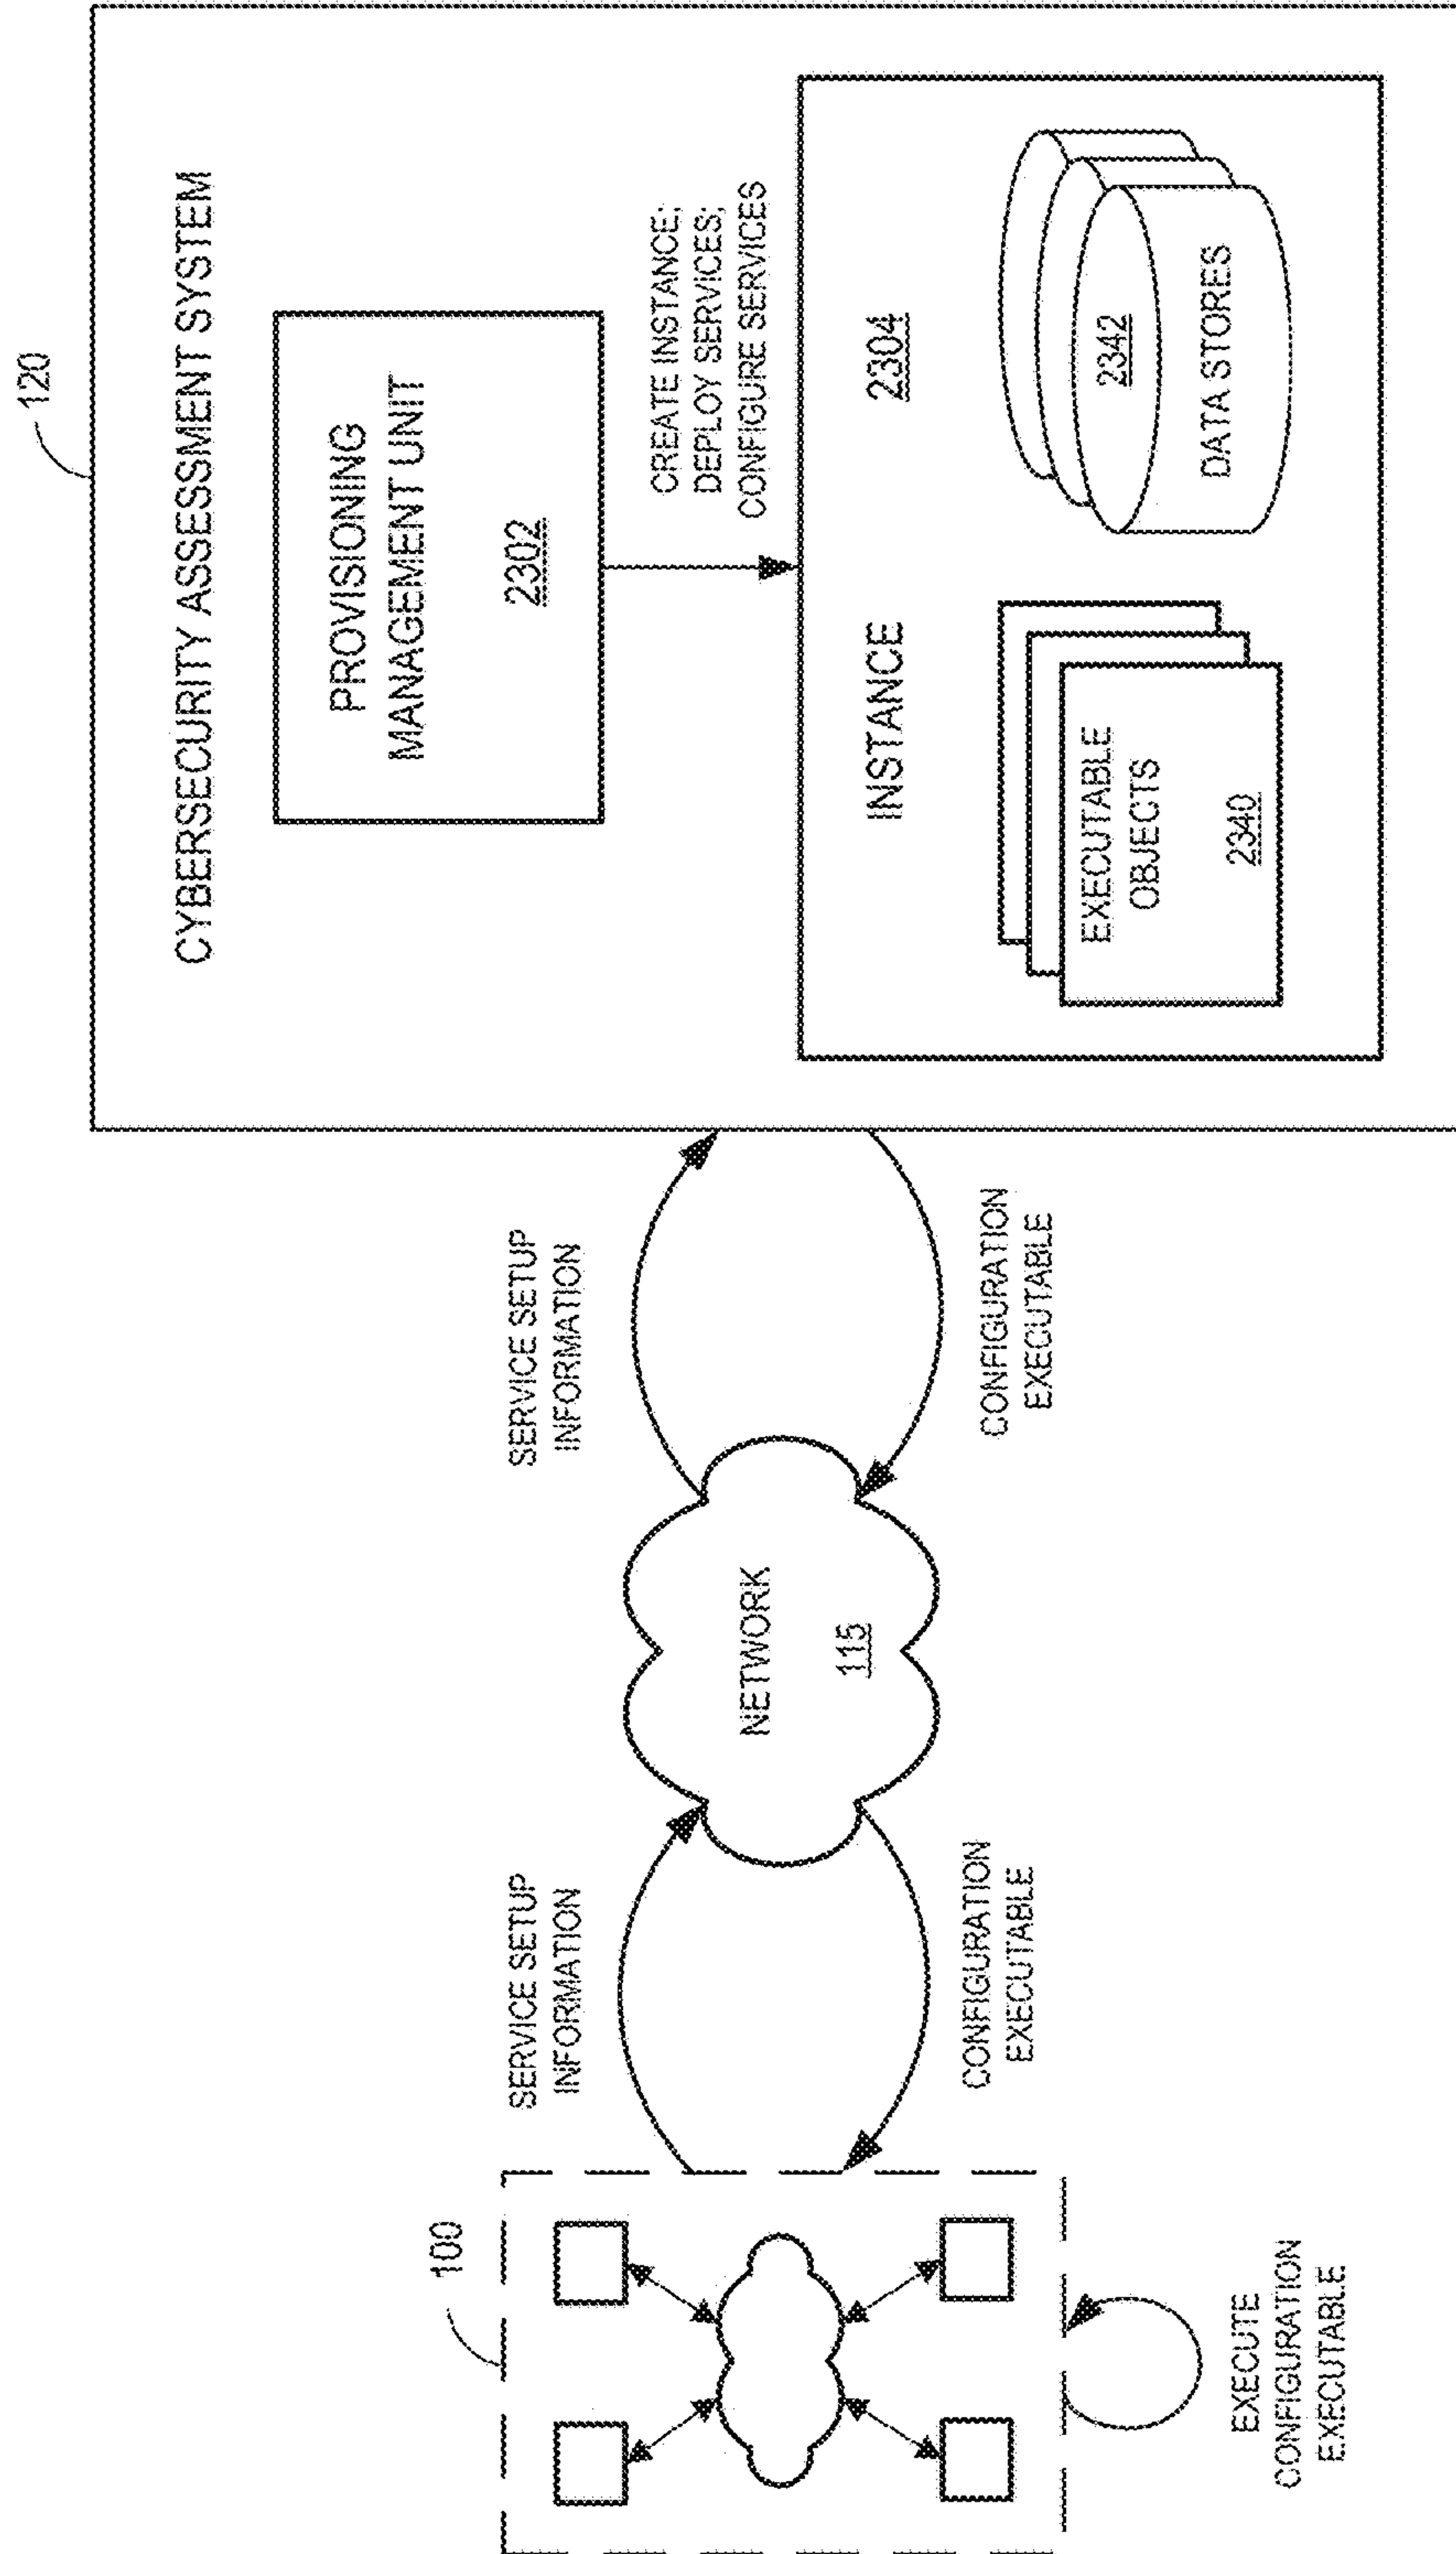 120
CYBERSECURITY ASSESSMENT SYSTEM
PROVISIONING
MANAGEMENT UNIT
2302
CREATE INSTANCE;
DEPLOY SERVICES;
CONFIGURE SERVICES
INSTANCE
2304
EXECUTABLE
OBJECTS
2340
2342
DATA STORES
SERVICE SETUP
INFORMATION
CONFIGURATION
EXECUTABLE
NETWORK
115
SERVICE SETUP
INFORMATION
CONFIGURATION
EXECUTABLE
100
EXECUTE
CONFIGURATION
EXECUTABLE